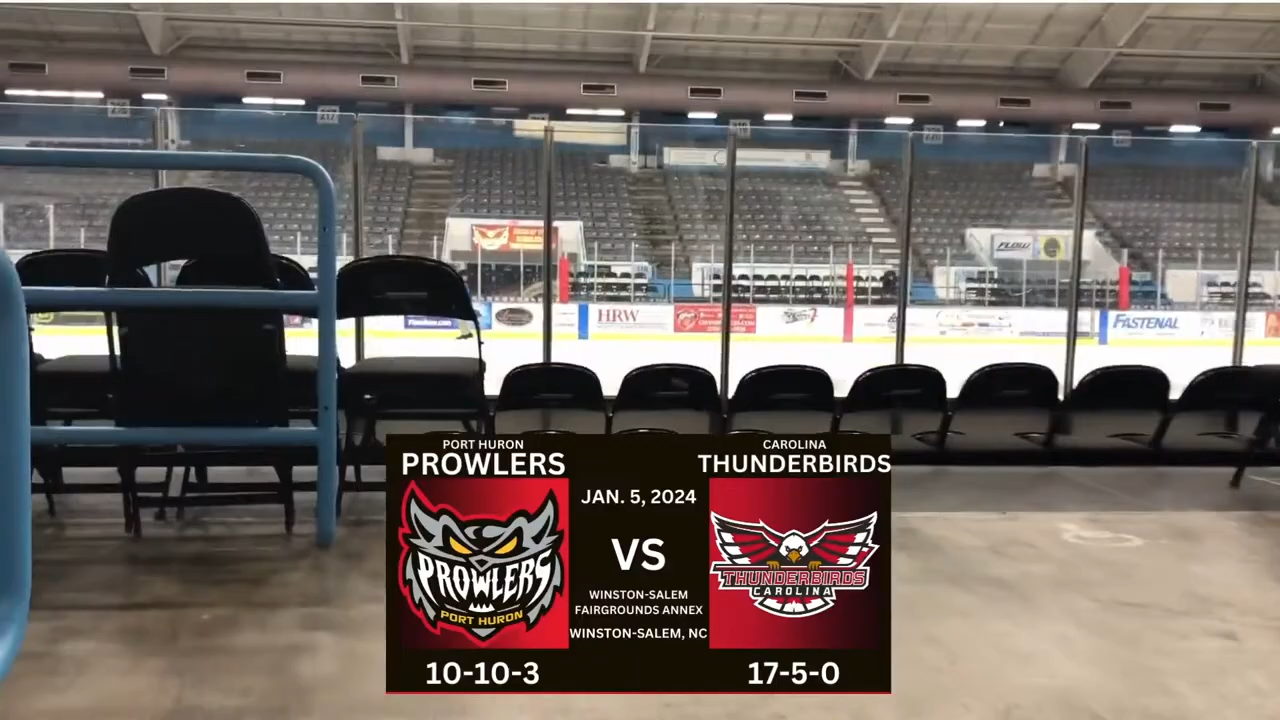 FLOW
HRW
FASTENAL
PORT HURON
PROWLERS
CAROLINA
THUNDERBIRDS
JAN. 5, 2024
VS
WINSTON-SALEM
FAIRGROUNDS ANNEX
WINSTON-SALEM, NC
PROWLERS
PORT HURON
THUNDERBIRDS
CAROLINA
10-10-3
17-5-0